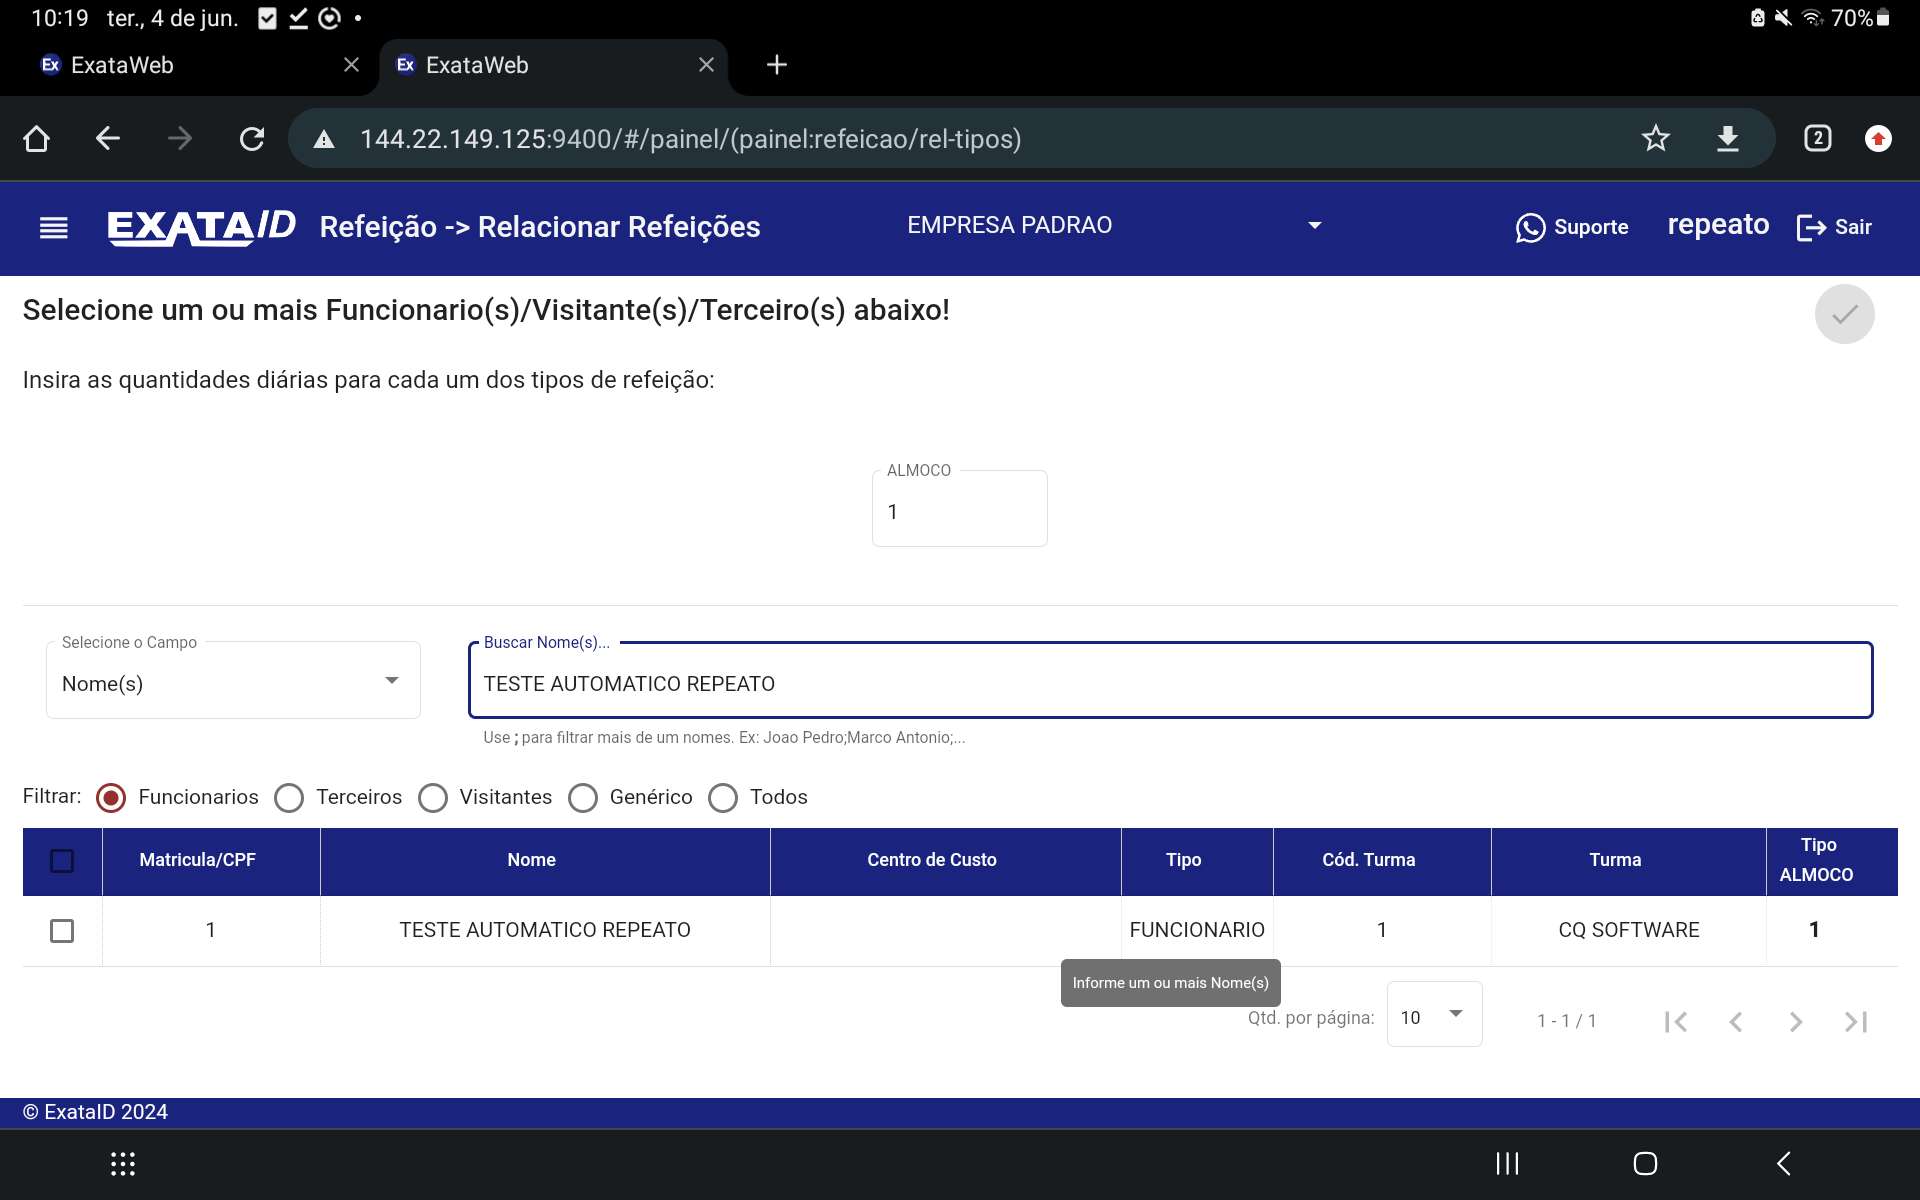 10:19 ter., 4 de jun. 70%
Ex ExataWeb Ex ExataWeb
144.22.149.125:9400/#/painel/(painel:refeicao/rel-tipos) 2
EXATAID Refeição -> Relacionar Refeições EMPRESA PADRAO Suporte repeato Sair
Selecione um ou mais Funcionario(s)/Visitante(s)/Terceiro(s) abaixo!
Insira as quantidades diárias para cada um dos tipos de refeição:
ALMOCO
1
Selecione o Campo Buscar Nome(s)...
Nome(s) TESTE AUTOMATICO REPEATO
Use ; para filtrar mais de um nomes. Ex: Joao Pedro;Marco Antonio;...
Filtrar: Funcionarios Terceiros Visitantes Genérico Todos
Matricula/CPF Nome Centro de Custo Tipo Cód. Turma Turma Tipo ALMOCO
1 TESTE AUTOMATICO REPEATO FUNCIONARIO 1 CQ SOFTWARE 1
Informe um ou mais Nome(s)
Qtd. por página: 10 1 - 1 / 1
© ExataID 2024